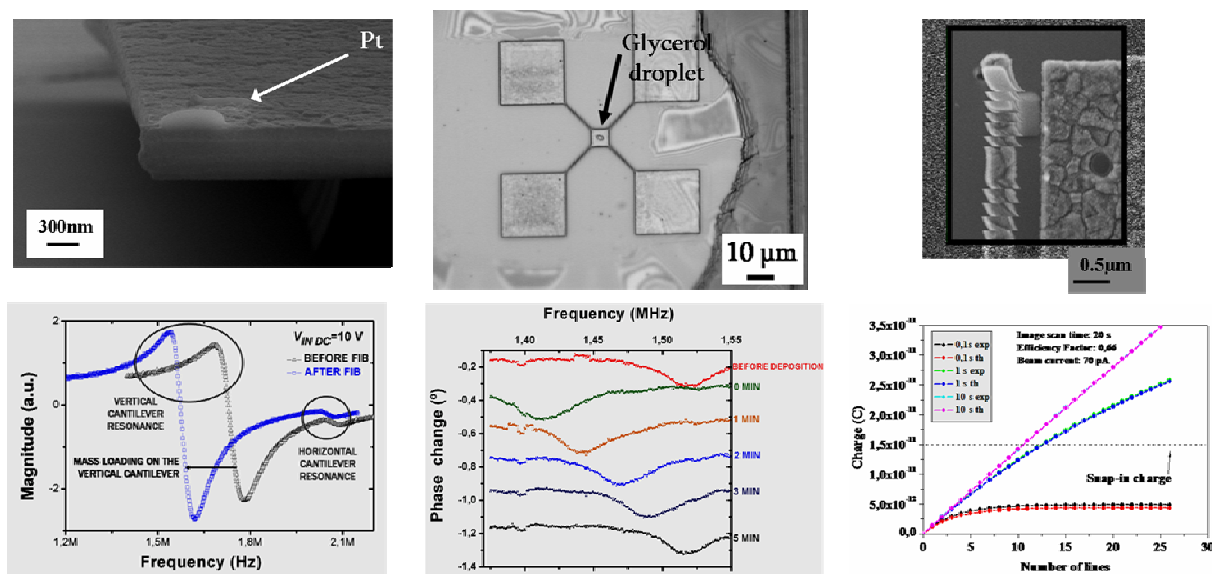 Pt
300nm
Glycerol
droplet
10 µm
0.5µm
Magnitude (a.u.)
2
1
0
-1
-2
V IN DC=10 V
BEFORE FIB
AFTER FIB
VERTICAL
CANTILEVER
RESONANCE
MASS LOADING ON THE
VERTICAL CANTILEVER
HORIZONTAL
CANTILEVER
RESONANCE
1,2M 1,5M 1,8M 2,1M
Frequency (Hz)
Frequency (MHz)
1,40 1,45 1,50 1,55
Phase change (º)
0,0
-0,2
-0,4
-0,6
-0,8
-1,0
-1,2
-1,4
BEFORE DEPOSITION
0 MIN
1 MIN
2 MIN
3 MIN
5 MIN
Charge (C)
3,5x10⁻¹¹
3,0x10⁻¹¹
2,5x10⁻¹¹
2,0x10⁻¹¹
1,5x10⁻¹¹
1,0x10⁻¹¹
5,0x10⁻¹²
0,0
0,1s exp
0,1s th
1 s exp
1 s th
10 s exp
10 s th
Image scan time: 20 s
Efficiency Factor: 0,66
Beam current: 70 pA
Snap-in charge
0 5 10 15 20 25 30
Number of lines